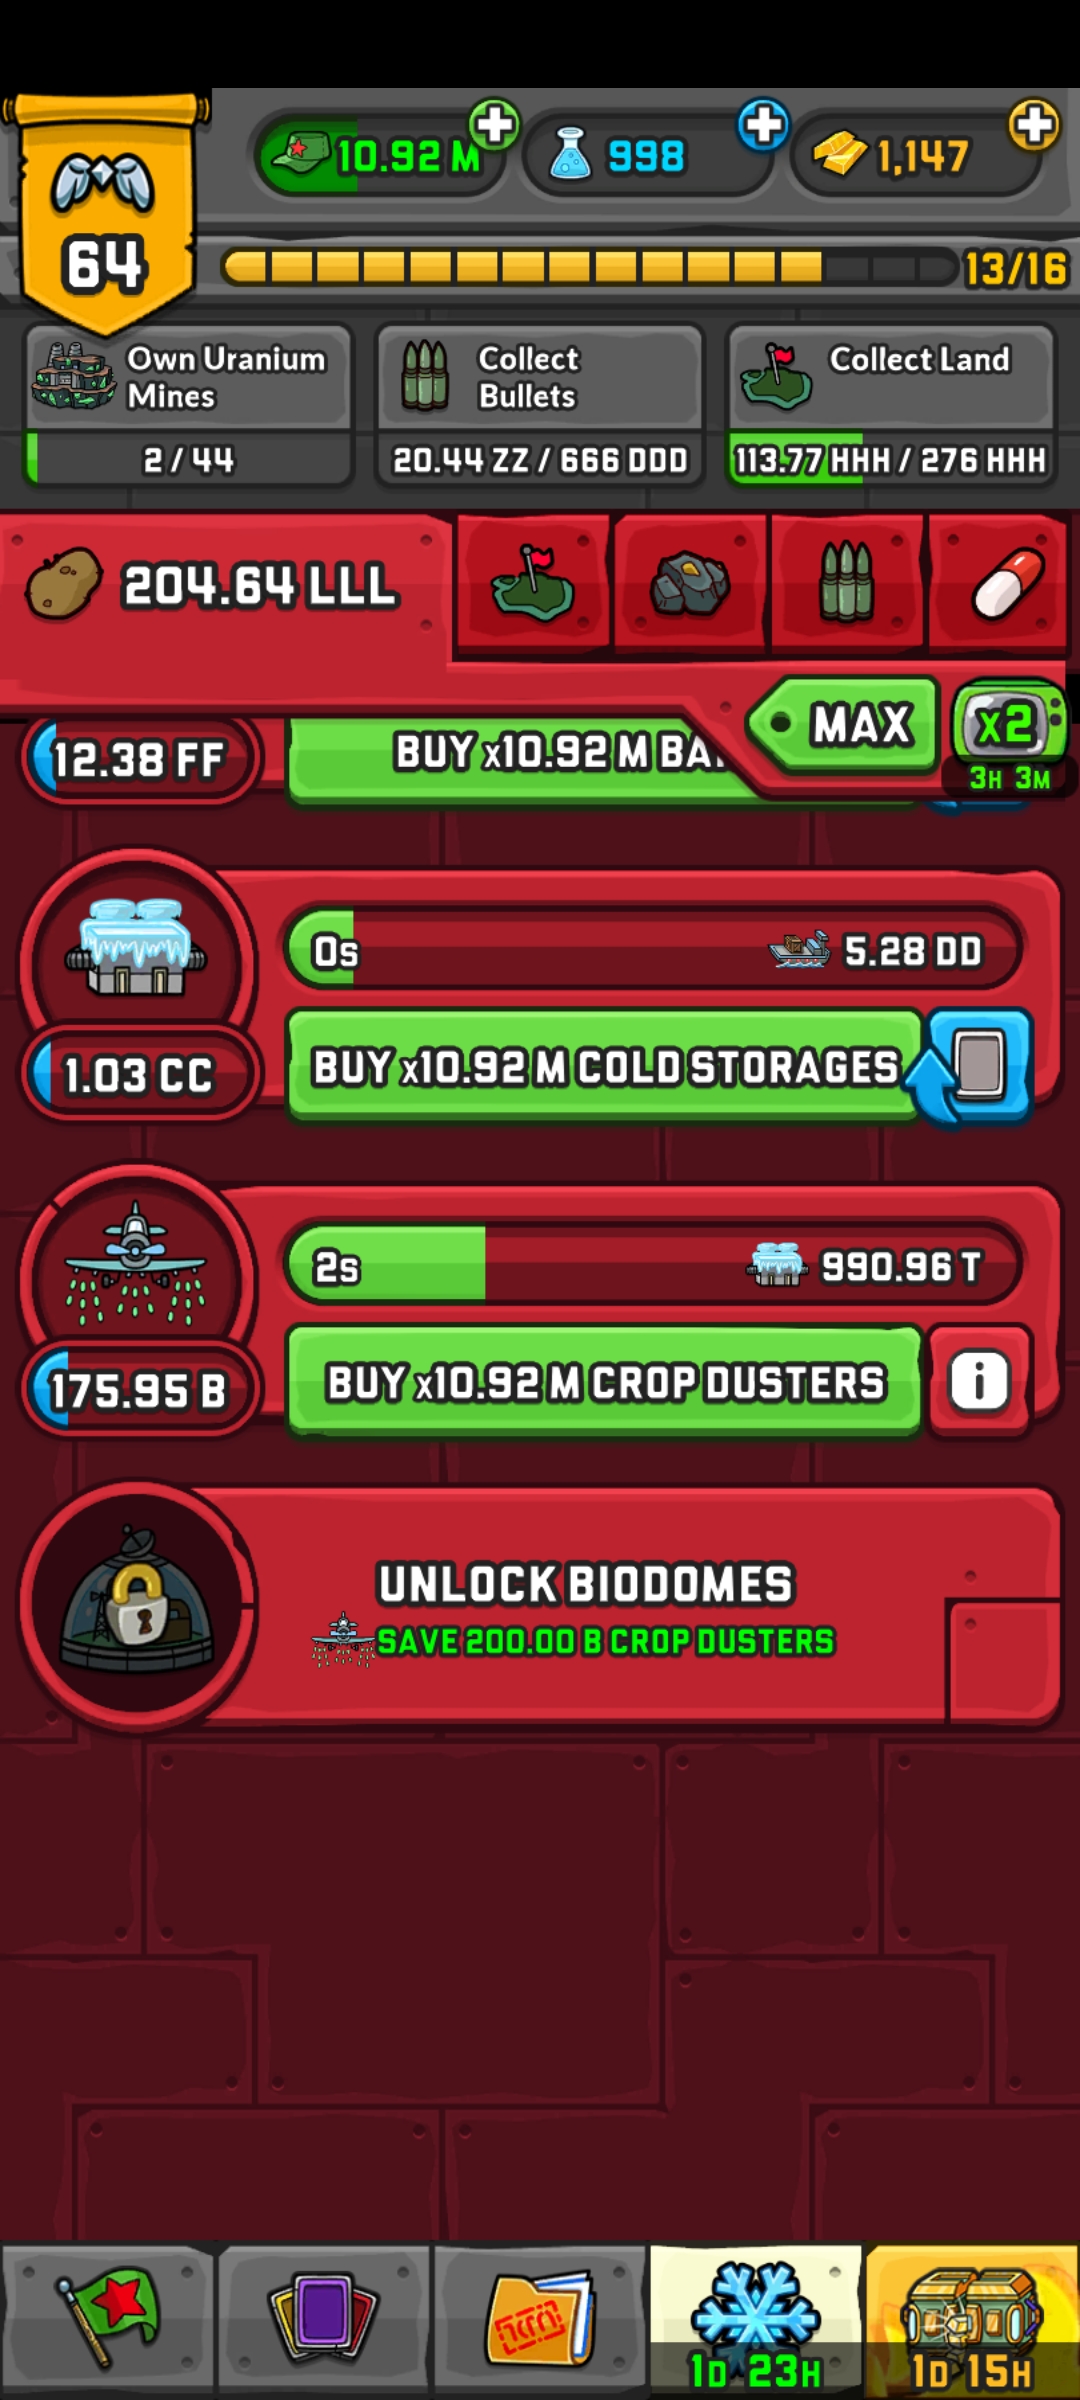 10.92 M
998
1,147
64
13/16
Own Uranium
Mines
2 / 44
Collect
Bullets
20.44 ZZ / 666 DDD
Collect Land
113.77 HHH / 276 HHH
204.64 LLL
MAX
x2
3H 3M
12.38 FF
BUY x10.92 M
0s
5.28 DD
1.03 CC
BUY x10.92 M COLD STORAGES
2s
990.96 T
175.95 B
BUY x10.92 M CROP DUSTERS
i
UNLOCK BIODOMES
SAVE 200.00 B CROP DUSTERS
1D 23H
1D 15H